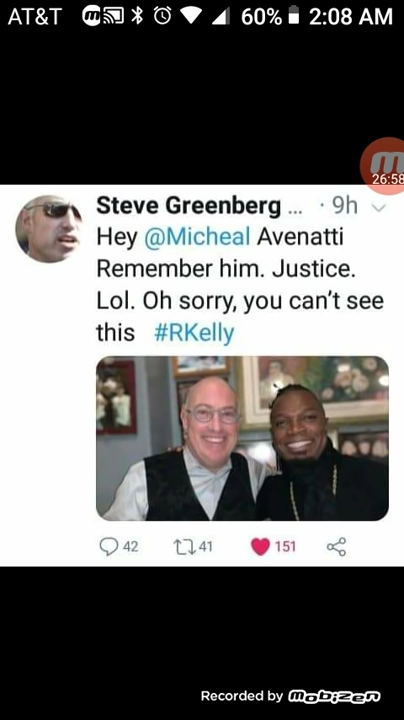 AT&T 60% 2:08 AM
26:58
Steve Greenberg ... · 9h
Hey @Micheal Avenatti
Remember him. Justice.
Lol. Oh sorry, you can't see
this #RKelly
42 41 151
Recorded by Mobizen